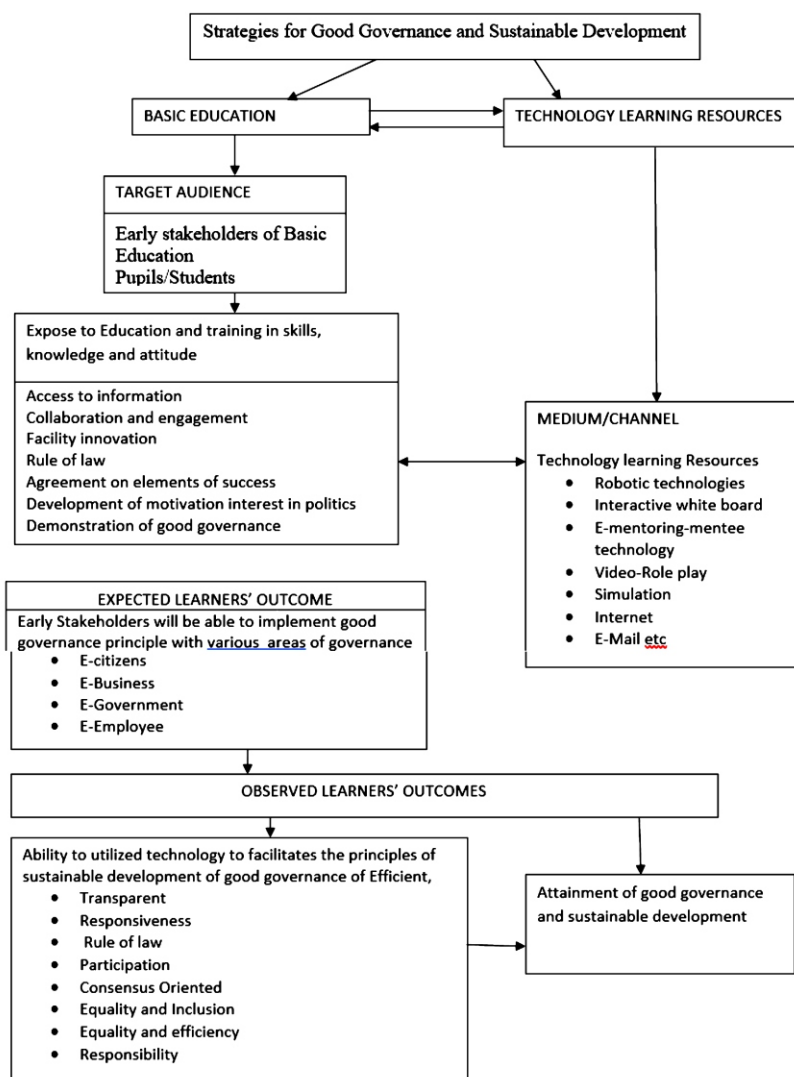 Strategies for Good Governance and Sustainable Development
BASIC EDUCATION
TECHNOLOGY LEARNING RESOURCES
TARGET AUDIENCE
Early stakeholders of Basic
Education
Pupils/Students
Expose to Education and training in skills,
knowledge and attitude
Access to information
Collaboration and engagement
Facility innovation
Rule of law
Agreement on elements of success
Development of motivation interest in politics
Demonstration of good governance
MEDIUM/CHANNEL
Technology learning Resources
• Robotic technologies
• Interactive white board
• E-mentoring-mentee
technology
• Video-Role play
• Simulation
• Internet
• E-Mail etc
EXPECTED LEARNERS' OUTCOME
Early Stakeholders will be able to implement good
governance principle with various areas of governance
• E-citizens
• E-Business
• E-Government
• E-Employee
OBSERVED LEARNERS' OUTCOMES
Ability to utilized technology to facilitates the principles of
sustainable development of good governance of Efficient,
• Transparent
• Responsiveness
• Rule of law
• Participation
• Consensus Oriented
• Equality and Inclusion
• Equality and efficiency
• Responsibility
Attainment of good governance
and sustainable development